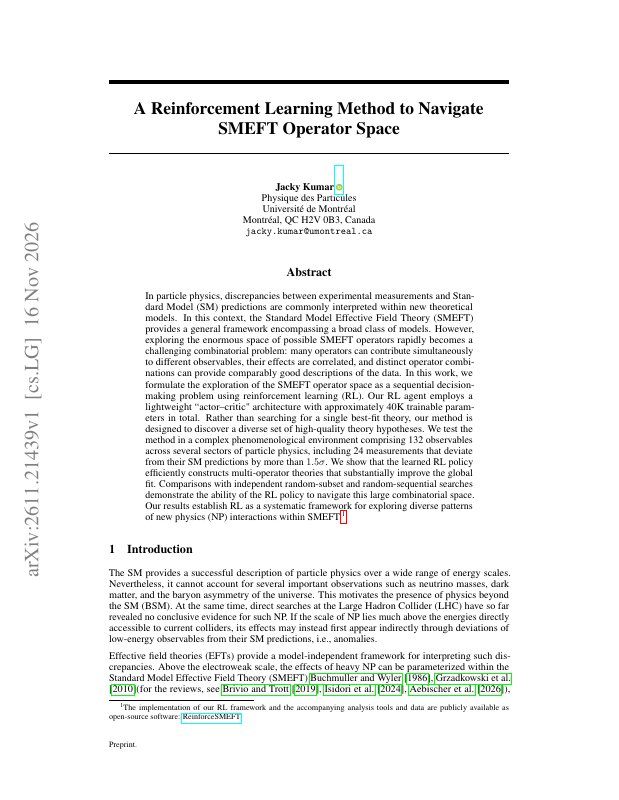 A Reinforcement Learning Method to Navigate
SMEFT Operator Space
Jacky Kumar
Physique des Particules
Université de Montréal
Montréal, QC H2V 0B3, Canada
jacky.kumar@umontreal.ca
Abstract
In particle physics, discrepancies between experimental measurements and Stan-
dard Model (SM) predictions are commonly interpreted within new theoretical
models. In this context, the Standard Model Effective Field Theory (SMEFT)
provides a general framework encompassing a broad class of models. However,
exploring the enormous space of possible SMEFT operators rapidly becomes a
challenging combinatorial problem: many operators can contribute simultaneously
to different observables, their effects are correlated, and distinct operator combi-
nations can provide comparably good descriptions of the data. In this work, we
formulate the exploration of the SMEFT operator space as a sequential decision-
making problem using reinforcement learning (RL). Our RL agent employs a
lightweight "actor–critic" architecture with approximately 40K trainable param-
eters in total. Rather than searching for a single best-fit theory, our method is
designed to discover a diverse set of high-quality theory hypotheses. We test the
method in a complex phenomenological environment comprising 132 observables
across several sectors of particle physics, including 24 measurements that deviate
from their SM predictions by more than 1.5σ. We show that the learned RL policy
efficiently constructs multi-operator theories that substantially improve the global
fit. Comparisons with independent random-subset and random-sequential searches
demonstrate the ability of the RL policy to navigate this large combinatorial space.
Our results establish RL as a systematic framework for exploring diverse patterns
of new physics (NP) interactions within SMEFT.1
1 Introduction
The SM provides a successful description of particle physics over a wide range of energy scales.
Nevertheless, it cannot account for several important observations such as neutrino masses, dark
matter, and the baryon asymmetry of the universe. This motivates the presence of physics beyond
the SM (BSM). At the same time, direct searches at the Large Hadron Collider (LHC) have so far
revealed no conclusive evidence for such NP. If the scale of NP lies much above the energies directly
accessible to current colliders, its effects may instead first appear indirectly through deviations of
low-energy observables from their SM predictions, i.e., anomalies.
Effective field theories (EFTs) provide a model-independent framework for interpreting such dis-
crepancies. Above the electroweak scale, the effects of heavy NP can be parameterized within the
Standard Model Effective Field Theory (SMEFT) Buchmuller and Wyler [1986], Grzadkowski et al.
[2010](for the reviews, see Brivio and Trott [2019], Isidori et al. [2024], Aebischer et al. [2026]),
1The implementation of our RL framework and the accompanying analysis tools and data are publicly available as
open-source software: ReinforceSMEFT
Preprint.
arXiv:2611.21439v1 [cs.LG] 16 Nov 2026